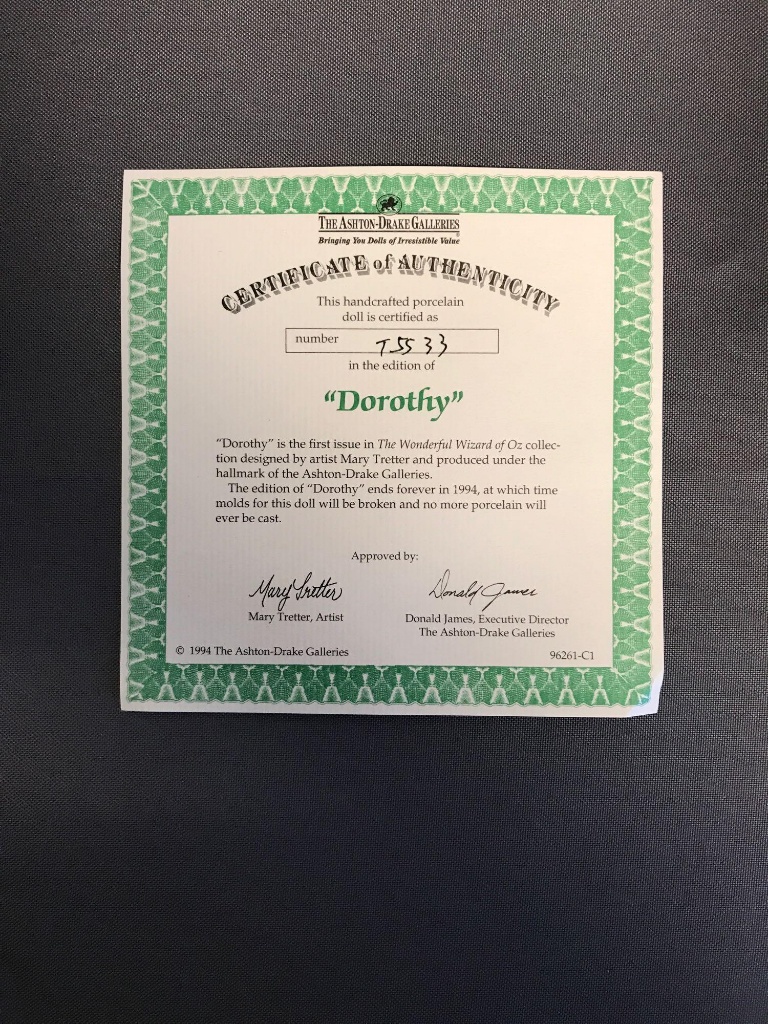 THE ASHTON-DRAKE GALLERIES
Bringing You Dolls of Irresistible Value
CERTIFICATE of AUTHENTICITY
This handcrafted porcelain
doll is certified as
number T5533
in the edition of
"Dorothy"
"Dorothy" is the first issue in The Wonderful Wizard of Oz collec-
tion designed by artist Mary Tretter and produced under the
hallmark of the Ashton-Drake Galleries.
The edition of "Dorothy" ends forever in 1994, at which time
molds for this doll will be broken and no more porcelain will
ever be cast.
Approved by:
Mary Tretter Donald James
Mary Tretter, Artist Donald James, Executive Director
The Ashton-Drake Galleries
© 1994 The Ashton-Drake Galleries 96261-C1